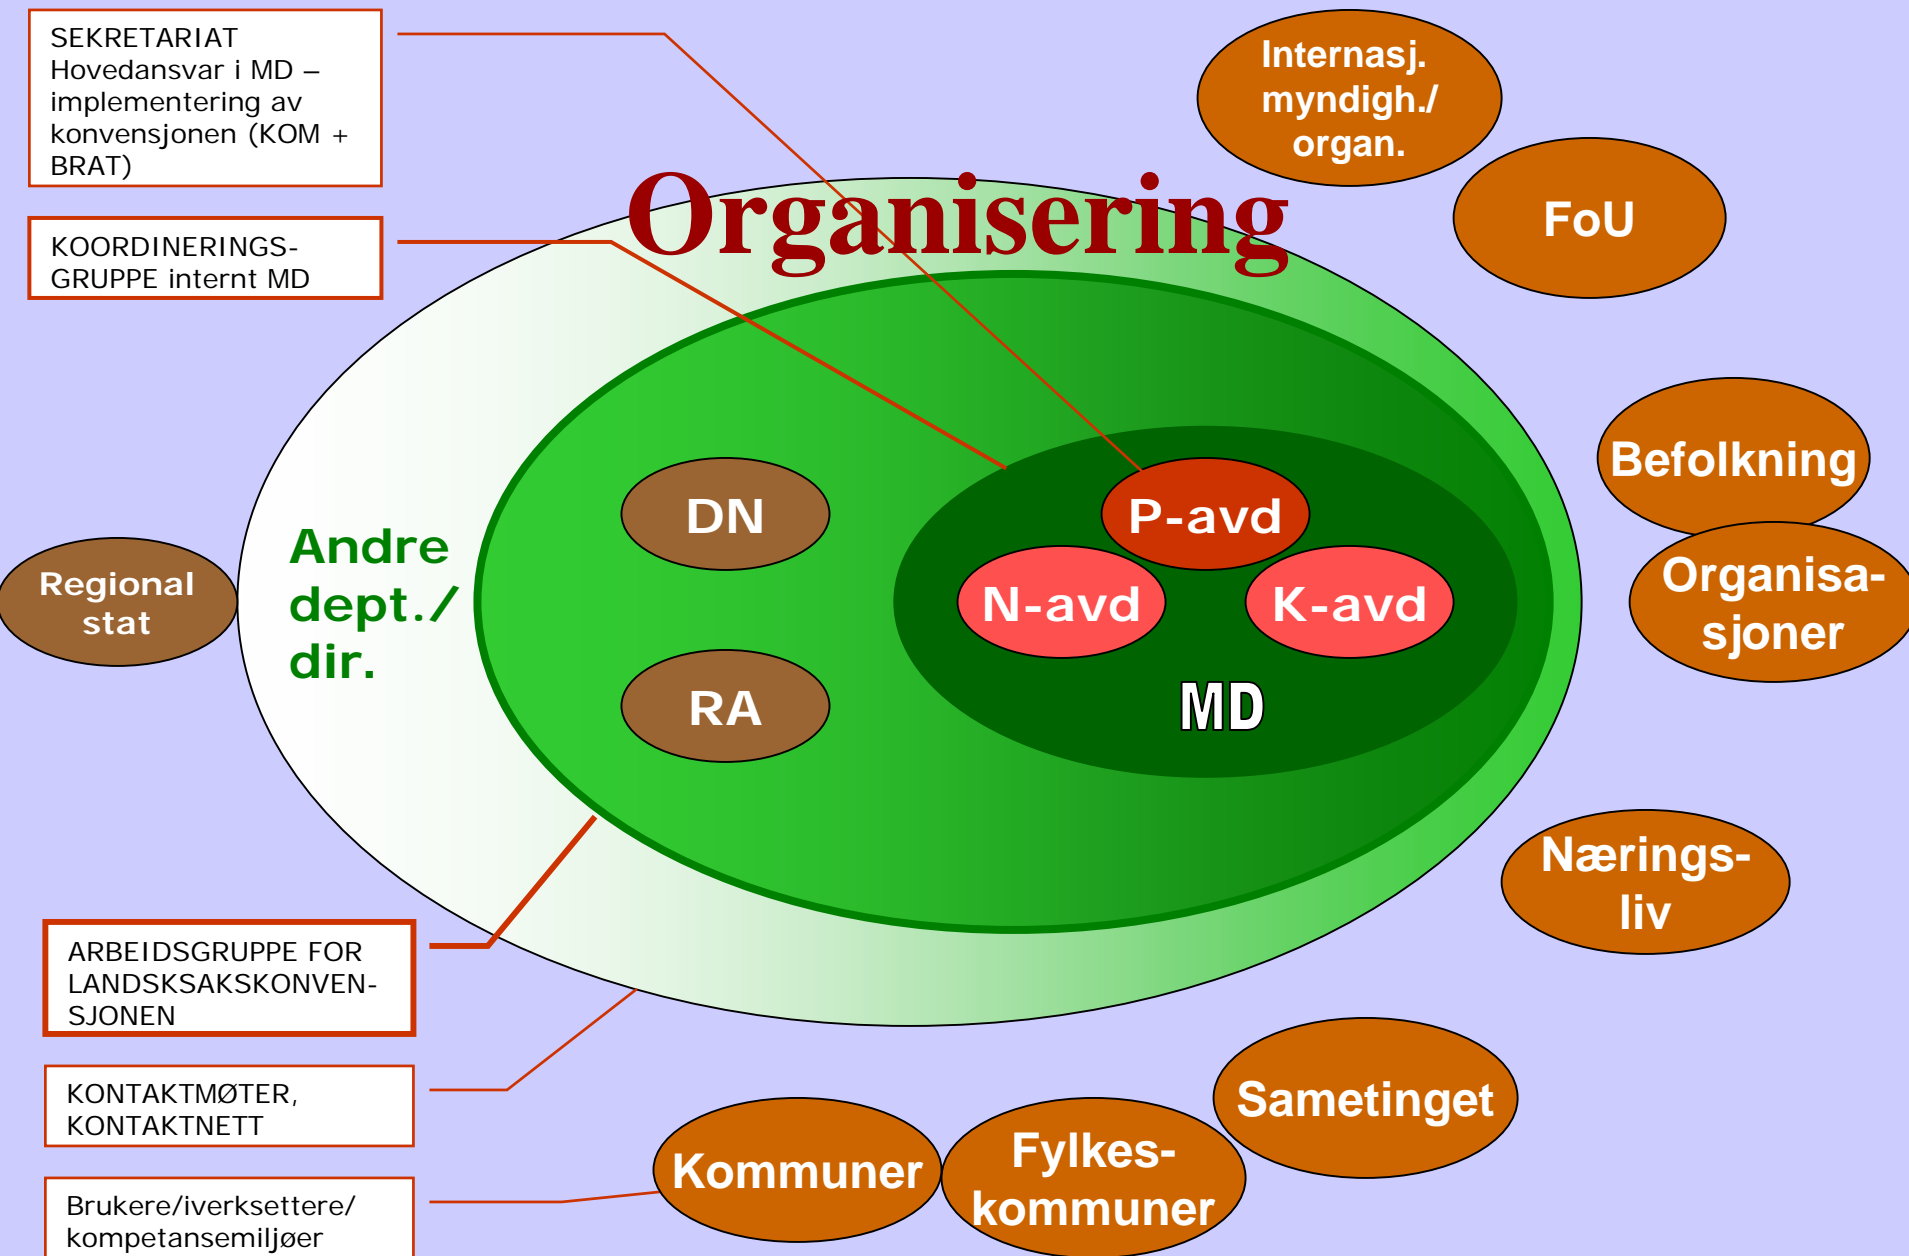 SEKRETARIAT
Hovedansvar i MD –
implementering av
konvensjonen (KOM +
BRAT)
KOORDINERINGS-
GRUPPE internt MD
Organisering
Internasj.
myndigh./
organ.
FoU
Befolkning
Organisa-
sjoner
Nærings-
liv
Sametinget
Fylkes-
kommuner
Kommuner
Regional
stat
Andre
dept./
dir.
DN
RA
P-avd
N-avd
K-avd
MD
ARBEIDSGRUPPE FOR
LANDSKSAKSKONVEN-
SJONEN
KONTAKTMØTER,
KONTAKTNETT
Brukere/iverksettere/
kompetansemiljøer